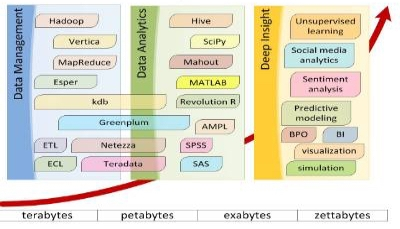 Data Management
Hadoop
Vertica
MapReduce
Esper
kdb
Greenplum
ETL
Netezza
ECL
Teradata
Data Analytics
Hive
SciPy
Mahout
MATLAB
Revolution R
AMPL
SPSS
SAS
Deep Insight
Unsupervised
learning
Social media
analytics
Sentiment
analysis
Predictive
modeling
BPO
BI
visualization
simulation
terabytes
petabytes
exabytes
zettabytes